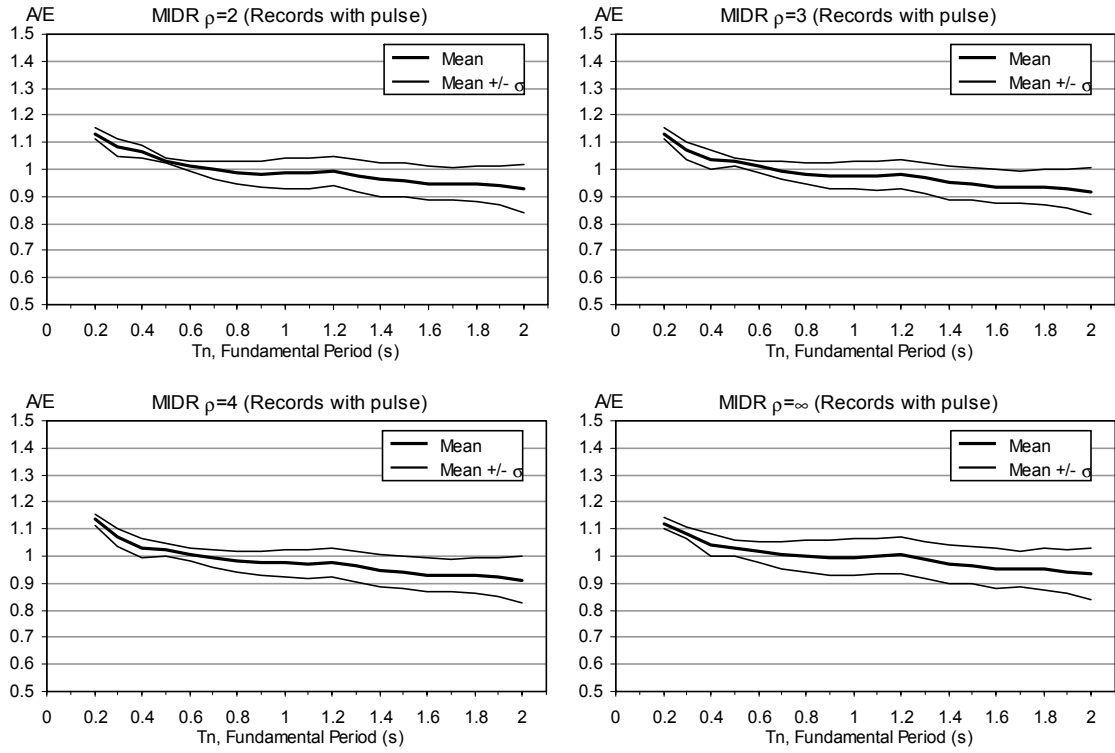 A/E MIDR ρ=2 (Records with pulse)
1.5
1.4
1.3
1.2
1.1
1
0.9
0.8
0.7
0.6
0.5
Mean
Mean +/- σ
0 0.2 0.4 0.6 0.8 1 1.2 1.4 1.6 1.8 2
Tn, Fundamental Period (s)
A/E MIDR ρ=3 (Records with pulse)
1.5
1.4
1.3
1.2
1.1
1
0.9
0.8
0.7
0.6
0.5
Mean
Mean +/- σ
0 0.2 0.4 0.6 0.8 1 1.2 1.4 1.6 1.8 2
Tn, Fundamental Period (s)
A/E MIDR ρ=4 (Records with pulse)
1.5
1.4
1.3
1.2
1.1
1
0.9
0.8
0.7
0.6
0.5
Mean
Mean +/- σ
0 0.2 0.4 0.6 0.8 1 1.2 1.4 1.6 1.8 2
Tn, Fundamental Period (s)
A/E MIDR ρ=∞ (Records with pulse)
1.5
1.4
1.3
1.2
1.1
1
0.9
0.8
0.7
0.6
0.5
Mean
Mean +/- σ
0 0.2 0.4 0.6 0.8 1 1.2 1.4 1.6 1.8 2
Tn, Fundamental Period (s)